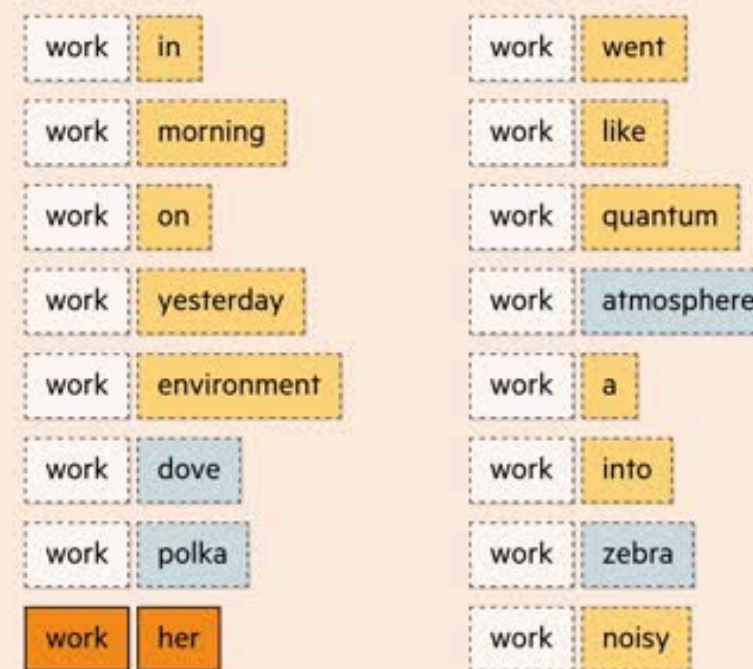 work in
work morning
work on
work yesterday
work environment
work dove
work polka
work her
work went
work like
work quantum
work atmosphere
work a
work into
work zebra
work noisy